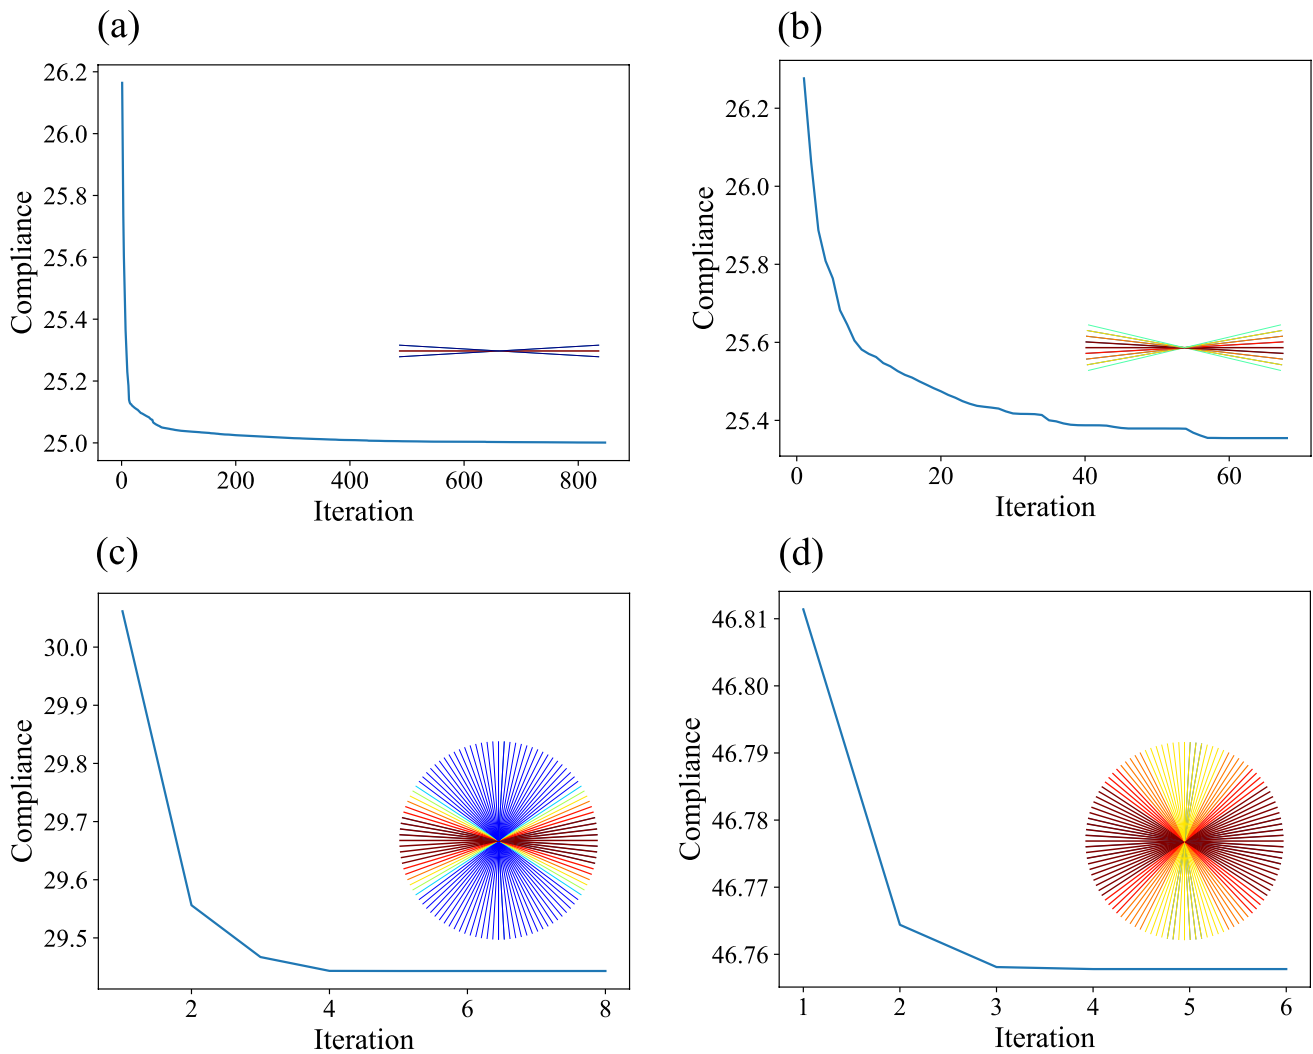 (a)
26.2
26.0
25.8
25.6
25.4
25.2
25.0
Compliance
0 200 400 600 800
Iteration
(b)
26.2
26.0
25.8
25.6
25.4
Compliance
0 20 40 60
Iteration
(c)
30.0
29.9
29.8
29.7
29.6
29.5
Compliance
2 4 6 8
Iteration
(d)
46.81
46.80
46.79
46.78
46.77
46.76
Compliance
1 2 3 4 5 6
Iteration